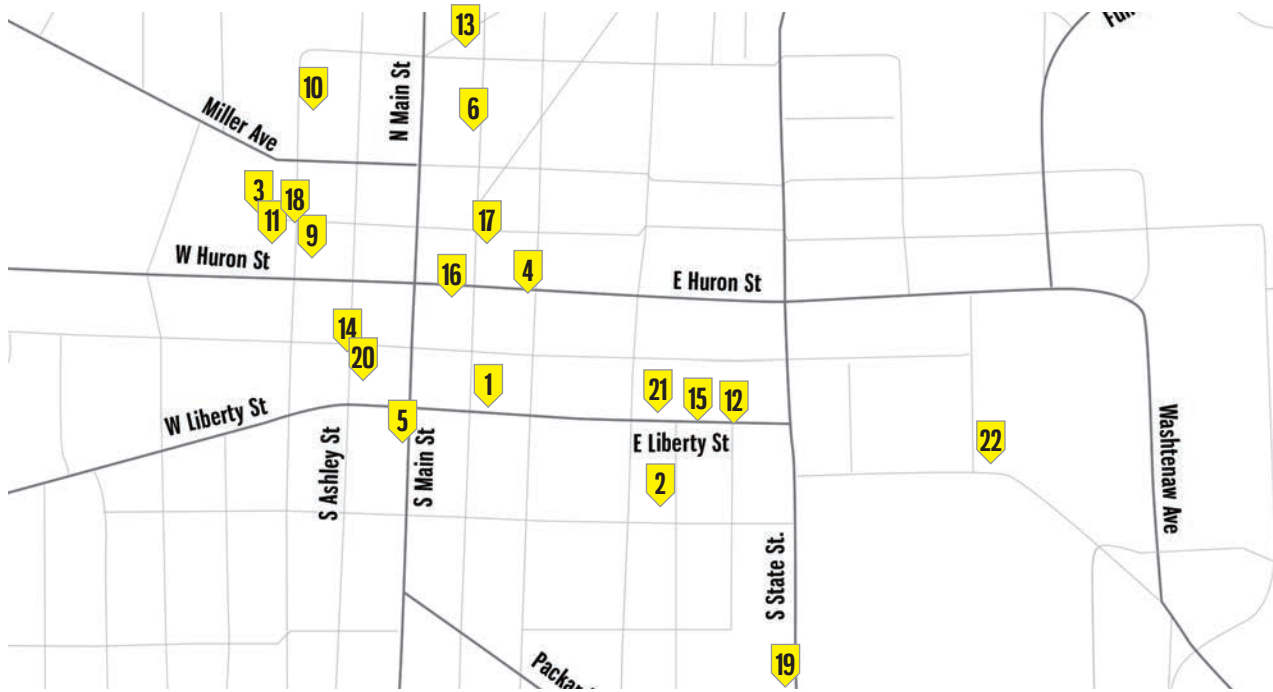 13
Ful
10
N Main St
6
Miller Ave
3
18
11
9
17
W Huron St
16
4
E Huron St
14
20
1
21
15
12
5
W Liberty St
E Liberty St
22
S Ashley St
S Main St
2
Washtenaw Ave
S State St.
19
Packar